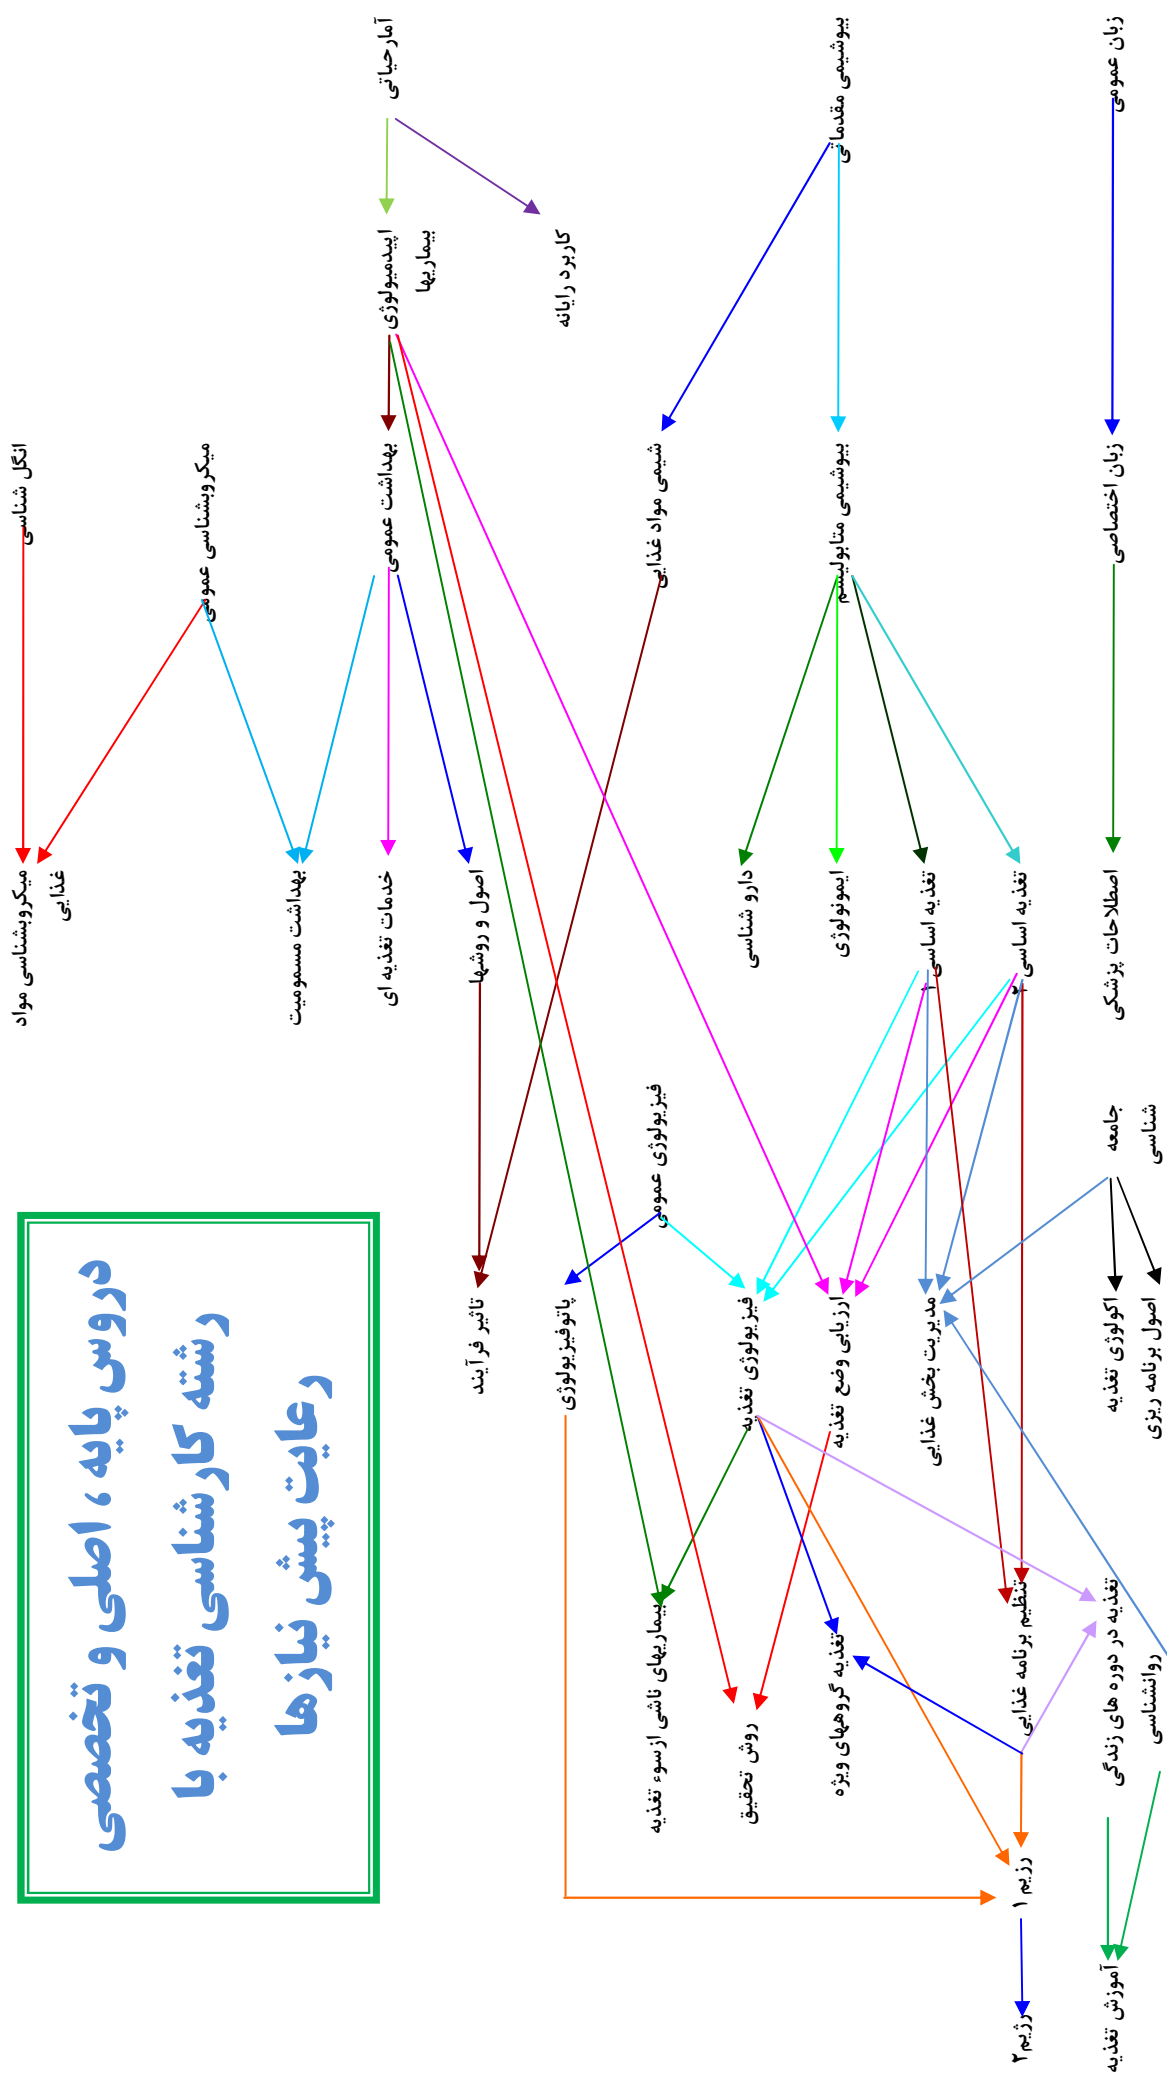 آمارحیاتی
بیوشیمی مقدماتی
زبان عمومی
اپیدمیولوژی
بیماریها
کاربرد رایانه
انگل شناسی
میکروبشناسی عمومی
بهداشت عمومی
شیمی مواد غذایی
بیوشیمی متابولیسم
زبان اختصاصی
میکروبشناسی مواد
غذایی
بهداشت مسمومیت
خدمات تغذیه ای
اصول و روشها
دارو شناسی
ایمونولوژی
تغذیه اساسی ۱
تغذیه اساسی ۲
اصطلاحات پزشکی
فیزیولوژی عمومی
جامعه
شناسی
تاثیر فرآیند
پاتوفیزیولوژی
فیزیولوژی تغذیه
ارزیابی وضع تغذیه
مدیریت بخش غذایی
اکولوژی تغذیه
اصول برنامه ریزی
بیماریهای ناشی ازسوء تغذیه
روش تحقیق
تغذیه گروههای ویژه
تنظیم برنامه غذایی
تغذیه در دوره های زندگی
روانشناسی
رژیم ۱
رژیم۲
آموزش تغذیه
دروس پایه ، اصلی و تخصصی
رشته کارشناسی تغذیه با
رعایت پیش نیازها